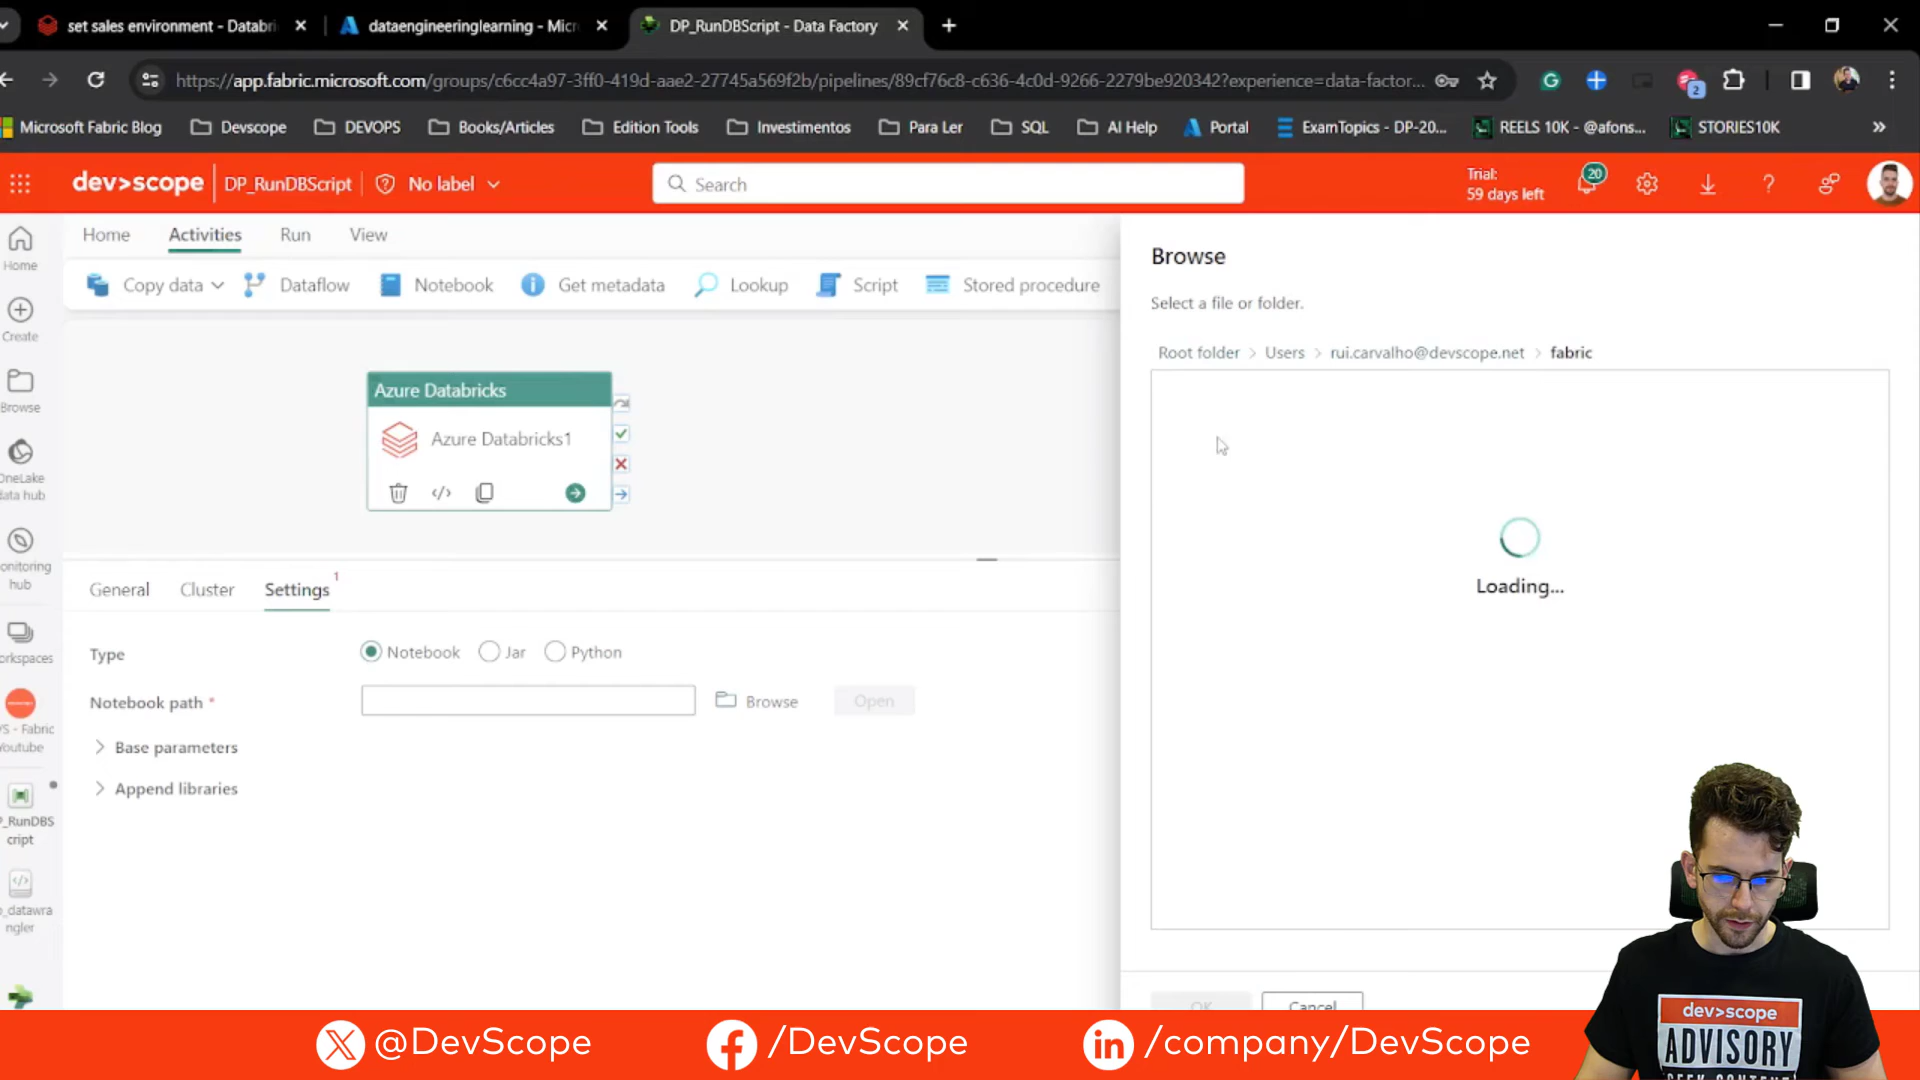 set sales environment - Databri
dataengineeringlearning - Micr
DP_RunDBScript - Data Factory
https://app.fabric.microsoft.com/groups/c6cc4a97-3ff0-419d-aae2-27745a569f2b/pipelines/89cf76c8-c636-4c0d-9266-2279be920342?experience=data-factor...
2
Microsoft Fabric Blog
Devscope
DEVOPS
Books/Articles
Edition Tools
Investimentos
Para Ler
SQL
AI Help
Portal
ExamTopics - DP-20...
REELS 10K - @afons...
STORIES10K
dev>scope
DP_RunDBScript
No label
Search
Trial:
59 days left
20
Home
Activities
Run
View
Copy data
Dataflow
Notebook
Get metadata
Lookup
Script
Stored procedure
Home
Create
Browse
OneLake
data hub
onitoring
hub
orkspaces
S - Fabric
Youtube
P_RunDBS
cript
_datawra
ngler
Azure Databricks
Azure Databricks1
General
Cluster
Settings
1
Type
Notebook
Jar
Python
Notebook path *
Browse
Open
Base parameters
Append libraries
Browse
Select a file or folder.
Root folder > Users > rui.carvalho@devscope.net > fabric
Loading...
OK
Cancel
@DevScope
/DevScope
/company/DevScope
dev>scope
ADVISORY